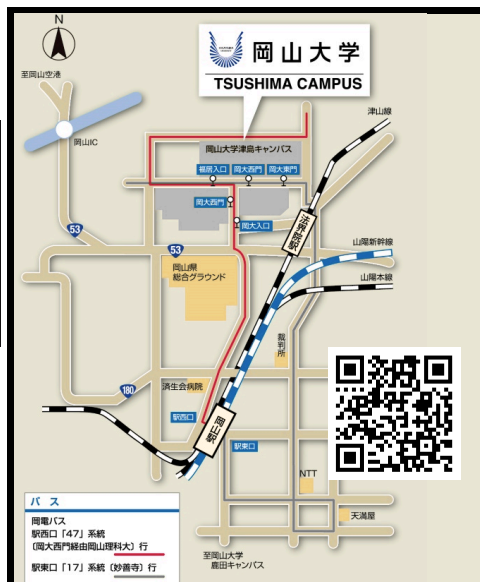 N
岡山大学
TSUSHIMA CAMPUS
至岡山空港
津山線
岡山IC
岡山大学津島キャンパス
福居入口
岡大西門
岡大東門
岡大西門
岡大入口
法界院駅
53
53
山陽新幹線
岡山県
総合グラウンド
山陽本線
裁判所
180
済生会病院
駅西口
岡山駅
駅東口
NTT
天満屋
バス
岡電バス
駅西口「47」系統
〔岡大西門経由岡山理科大〕行
駅東口「17」系統〔妙善寺〕行
至岡山大学
鹿田キャンパス